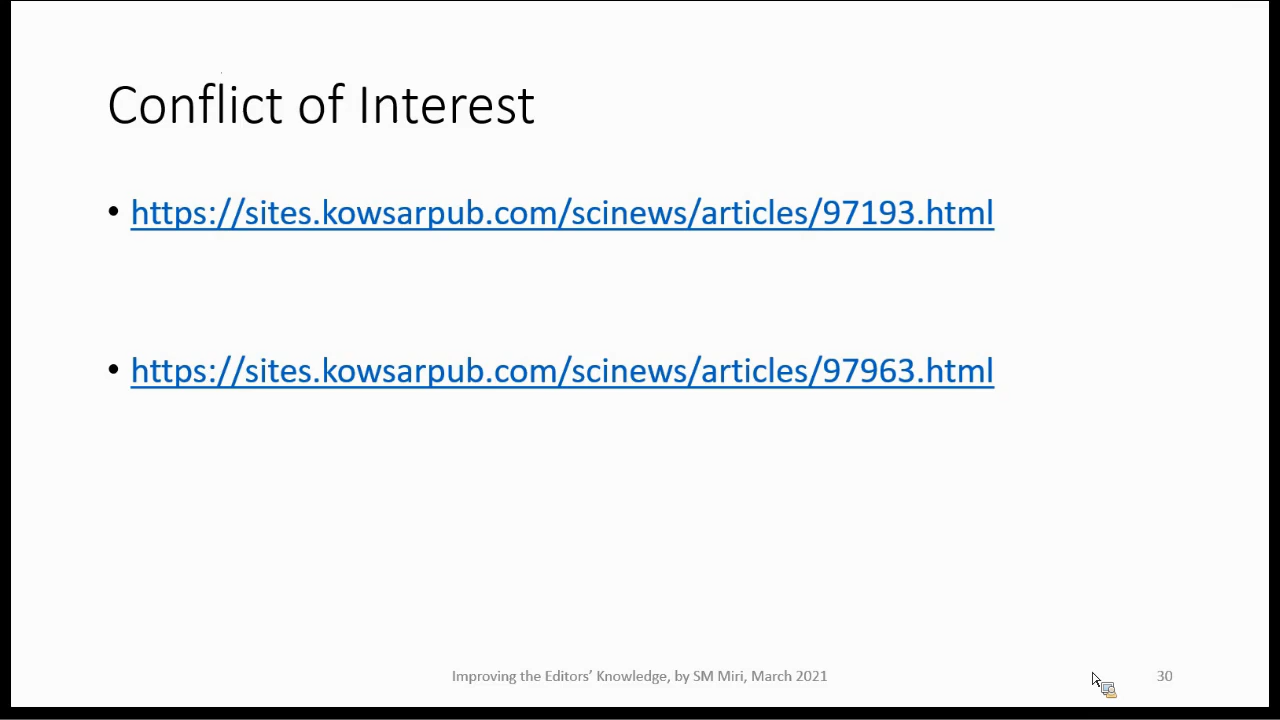 Conflict of Interest
• https://sites.kowsarpub.com/scinews/articles/97193.html
• https://sites.kowsarpub.com/scinews/articles/97963.html
Improving the Editors’ Knowledge, by SM Miri, March 2021
30